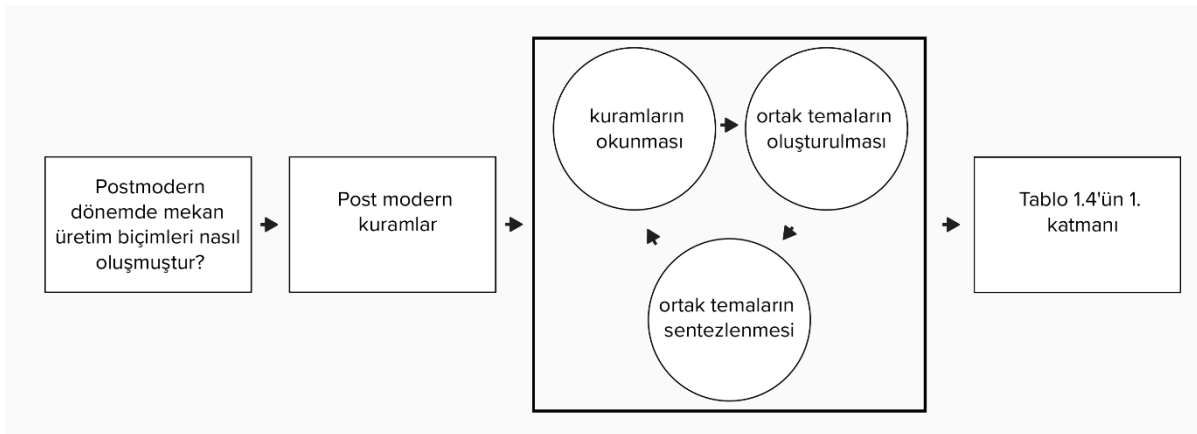 Postmodern
dönemde mekan
üretim biçimleri nasıl
oluşmuştur?
Post modern
kuramlar
kuramların
okunması
ortak temaların
oluşturulması
ortak temaların
sentezlenmesi
Tablo 1.4'ün 1.
katmanı